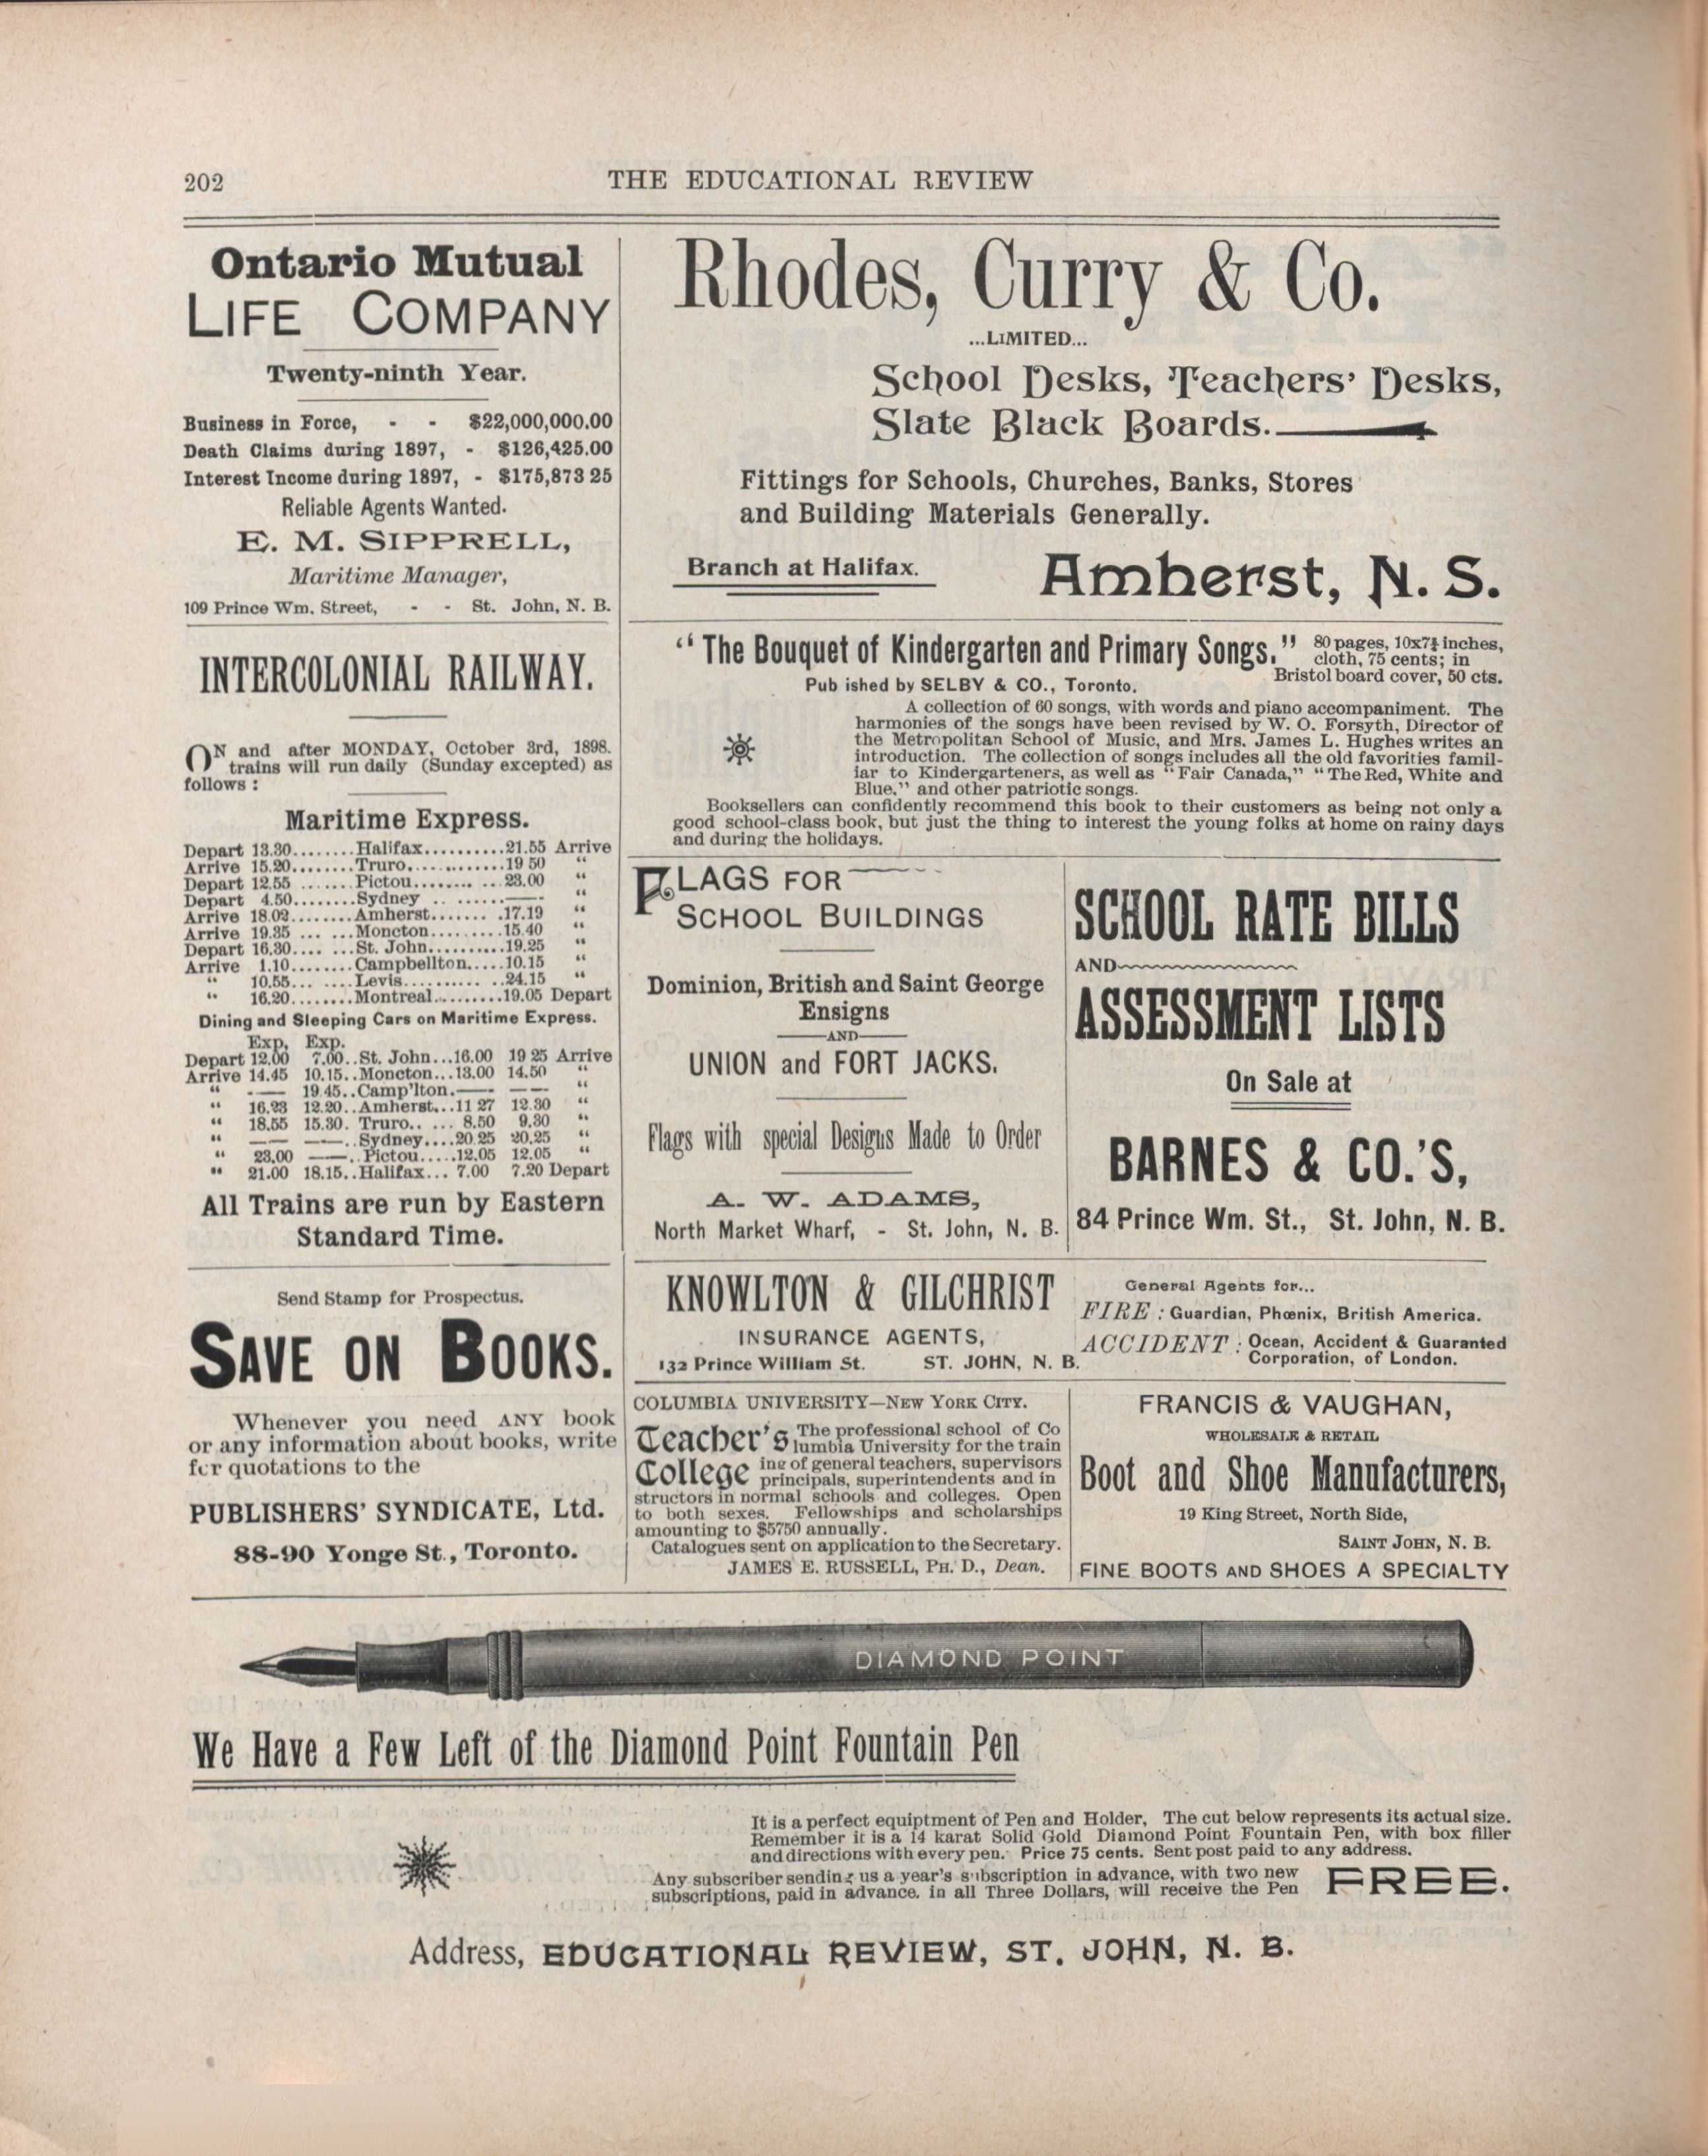 202
THE EDUCATIONAL REVIEW
Ontario Mutual
LIFE COMPANY
Twenty-ninth Year.
Business in Force, - - $22,000,000.00
Death Claims during 1897, - $126,425.00
Interest Income during 1897, - $175,873 25
Reliable Agents Wanted.
E. M. SIPPRELL,
Maritime Manager,
109 Prince Wm. Street, - - St. John, N. B.
INTERCOLONIAL RAILWAY.
ON and after MONDAY, October 3rd, 1898.
trains will run daily (Sunday excepted) as
follows :
Maritime Express.
Depart 13.30........Halifax..........21.55 Arrive
Arrive 15.20........Truro.............19 50 “
Depart 12.55 .......Pictou........ ...23.00 “
Depart 4.50........Sydney .. ......—— “
Arrive 18.02........Amherst....... .17.19 “
Arrive 19.35 ... ...Moncton.........15.40 “
Depart 16.30.... ...St. John..........19.25 “
Arrive 1.10........Campbellton.....10.15 “
“ 10.55... ....Levis.......... ..24.15 “
“ 16.20........Montreal..........19.05 Depart
Dining and Sleeping Cars on Maritime Express.
Exp. Exp.
Depart 12.00 7.00..St. John...16.00 19 25 Arrive
Arrive 14.45 10.15..Moncton...13.00 14.50 “
“ —— 19.45..Camp'lton.—— —— “
“ 16.23 12.20..Amherst...11 27 12.30 “
“ 18.55 15.30. Truro.. ... 8.50 9.30 “
“ —— ——..Sydney....20.25 20.25 “
“ 23.00 ——..Pictou.....12.05 12.05 “
“ 21.00 18.15..Halifax... 7.00 7.20 Depart
All Trains are run by Eastern
Standard Time.
Send Stamp for Prospectus.
SAVE ON BOOKS.
Whenever you need ANY book
or any information about books, write
for quotations to the
PUBLISHERS' SYNDICATE, Ltd.
88-90 Yonge St., Toronto.
Rhodes, Curry & Co.
...LIMITED...
School Desks, Teachers' Desks,
Slate Black Boards.
Fittings for Schools, Churches, Banks, Stores
and Building Materials Generally.
Branch at Halifax.
Amherst, N. S.
“The Bouquet of Kindergarten and Primary Songs.”
80 pages, 10x7¾ inches,
cloth, 75 cents; in
Bristol board cover, 50 cts.
Pub ished by SELBY & CO., Toronto.
A collection of 60 songs, with words and piano accompaniment. The
harmonies of the songs have been revised by W. O. Forsyth, Director of
the Metropolitan School of Music, and Mrs. James L. Hughes writes an
introduction. The collection of songs includes all the old favorities famil-
iar to Kindergarteners, as well as “Fair Canada,” “The Red, White and
Blue,” and other patriotic songs.
Booksellers can confidently recommend this book to their customers as being not only a
good school-class book, but just the thing to interest the young folks at home on rainy days
and during the holidays.
FLAGS FOR
SCHOOL BUILDINGS
Dominion, British and Saint George
Ensigns
AND
UNION and FORT JACKS.
Flags with special Designs Made to Order
A. W. ADAMS,
North Market Wharf, - St. John, N. B.
SCHOOL RATE BILLS
AND
ASSESSMENT LISTS
On Sale at
BARNES & CO.'S,
84 Prince Wm. St., St. John, N. B.
KNOWLTON & GILCHRIST
INSURANCE AGENTS,
132 Prince William St. ST. JOHN, N. B.
General Agents for...
FIRE : Guardian, Phœnix, British America.
ACCIDENT : Ocean, Accident & Guaranted
Corporation, of London.
COLUMBIA UNIVERSITY—NEW YORK CITY.
Teacher's
College
The professional school of Co
lumbia University for the train
ing of general teachers, supervisors
principals, superintendents and in
structors in normal schools and colleges. Open
to both sexes. Fellowships and scholarships
amounting to $5750 annually.
Catalogues sent on application to the Secretary.
JAMES E. RUSSELL, PH. D., Dean.
FRANCIS & VAUGHAN,
WHOLESALE & RETAIL
Boot and Shoe Manufacturers,
19 King Street, North Side,
SAINT JOHN, N. B.
FINE BOOTS AND SHOES A SPECIALTY
DIAMOND POINT
We Have a Few Left of the Diamond Point Fountain Pen
It is a perfect equiptment of Pen and Holder, The cut below represents its actual size.
Remember it is a 14 karat Solid Gold Diamond Point Fountain Pen, with box filler
and directions with every pen. Price 75 cents. Sent post paid to any address.
Any subscriber sending us a year's subscription in advance, with two new
subscriptions, paid in advance, in all Three Dollars, will receive the Pen
FREE.
Address, EDUCATIONAL REVIEW, ST. JOHN, N. B.